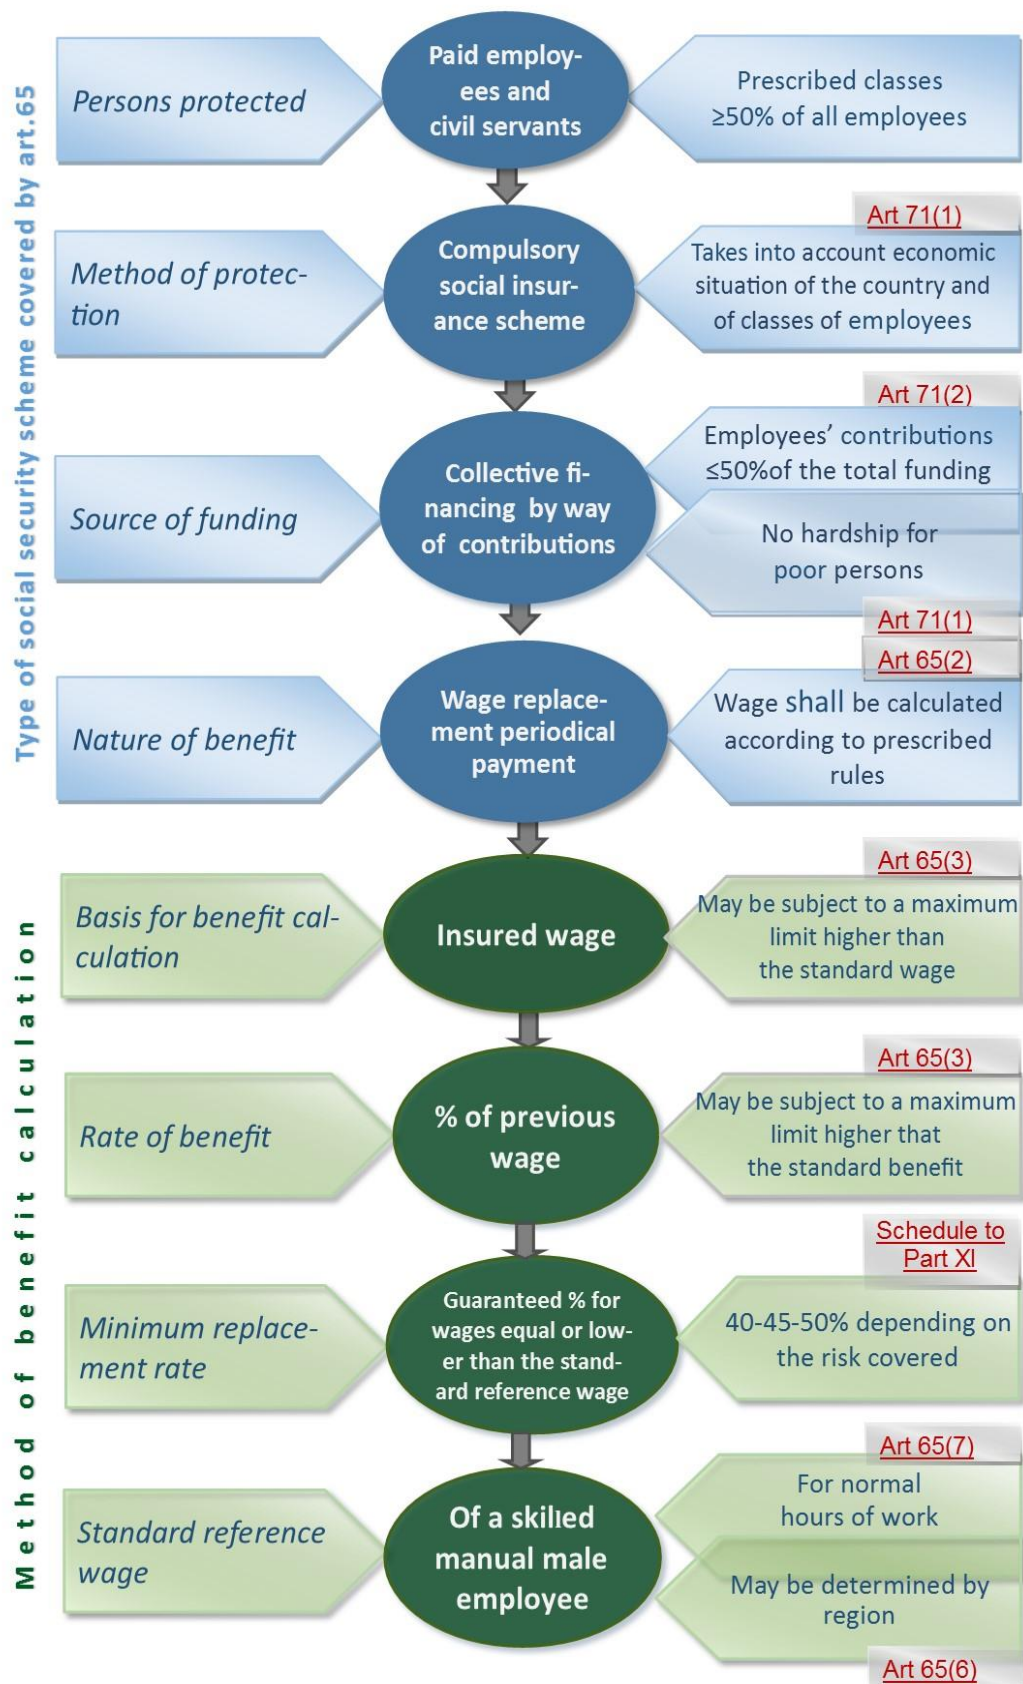 Type of social security scheme covered by art.65
Persons protected
Paid employ-
ees and
civil servants
Prescribed classes
≥50% of all employees
Method of protec-
tion
Compulsory
social insur-
ance scheme
Art 71(1)
Takes into account economic
situation of the country and
of classes of employees
Source of funding
Collective fi-
nancing by way
of contributions
Art 71(2)
Employees’ contributions
≤50%of the total funding
No hardship for
poor persons
Art 71(1)
Nature of benefit
Wage replace-
ment periodical
payment
Art 65(2)
Wage shall be calculated
according to prescribed
rules
Method of benefit calculation
Basis for benefit cal-
culation
Insured wage
Art 65(3)
May be subject to a maximum
limit higher than
the standard wage
Rate of benefit
% of previous
wage
Art 65(3)
May be subject to a maximum
limit higher that
the standard benefit
Minimum replace-
ment rate
Guaranteed % for
wages equal or low-
er than the stand-
ard reference wage
Schedule to
Part XI
40-45-50% depending on
the risk covered
Standard reference
wage
Of a skilled
manual male
employee
Art 65(7)
For normal
hours of work
May be determined by
region
Art 65(6)